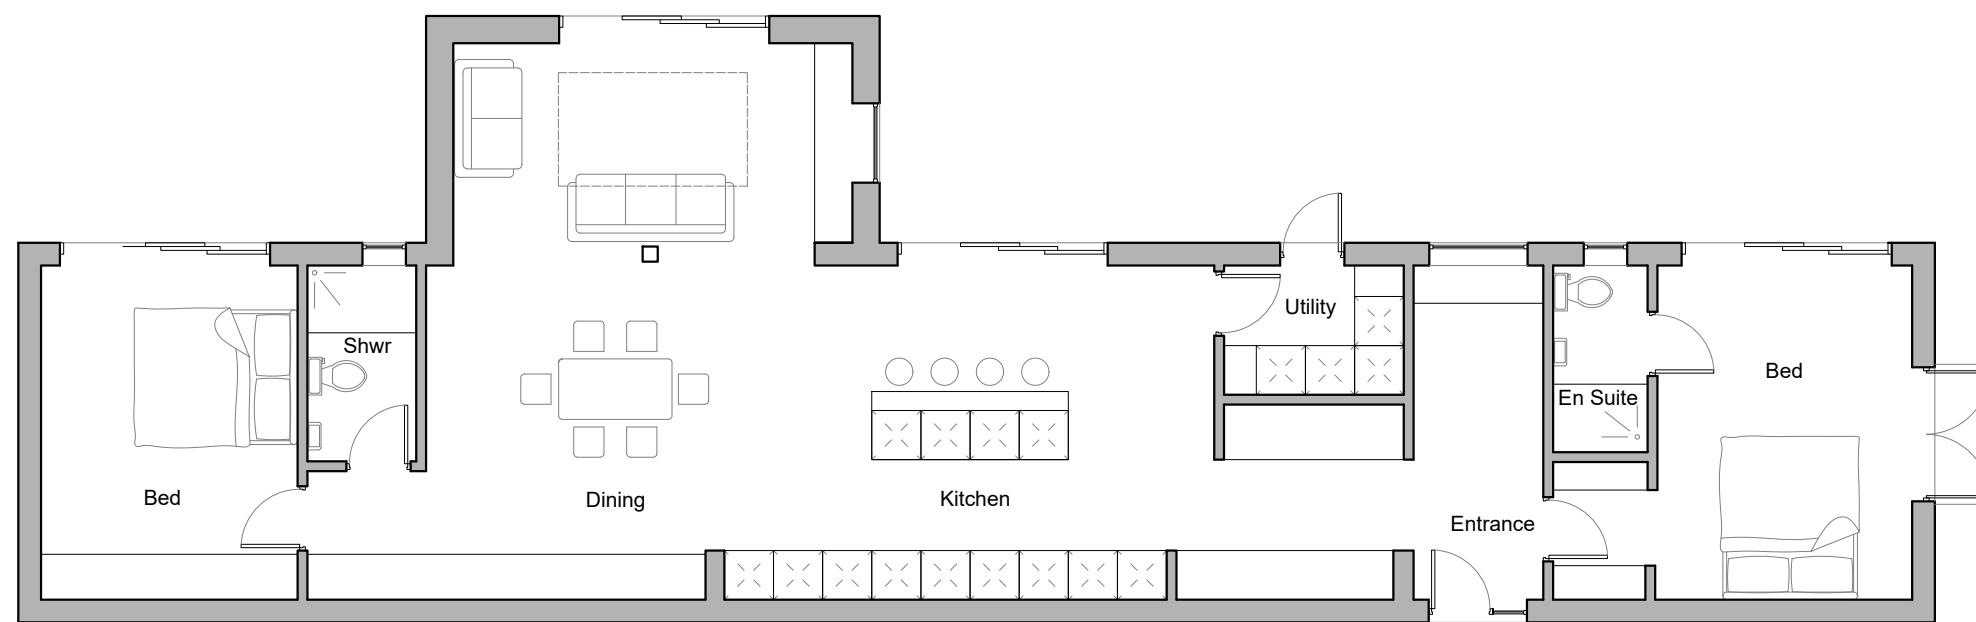 Utility
Shwr
Bed
En Suite
Bed
Dining
Kitchen
Entrance